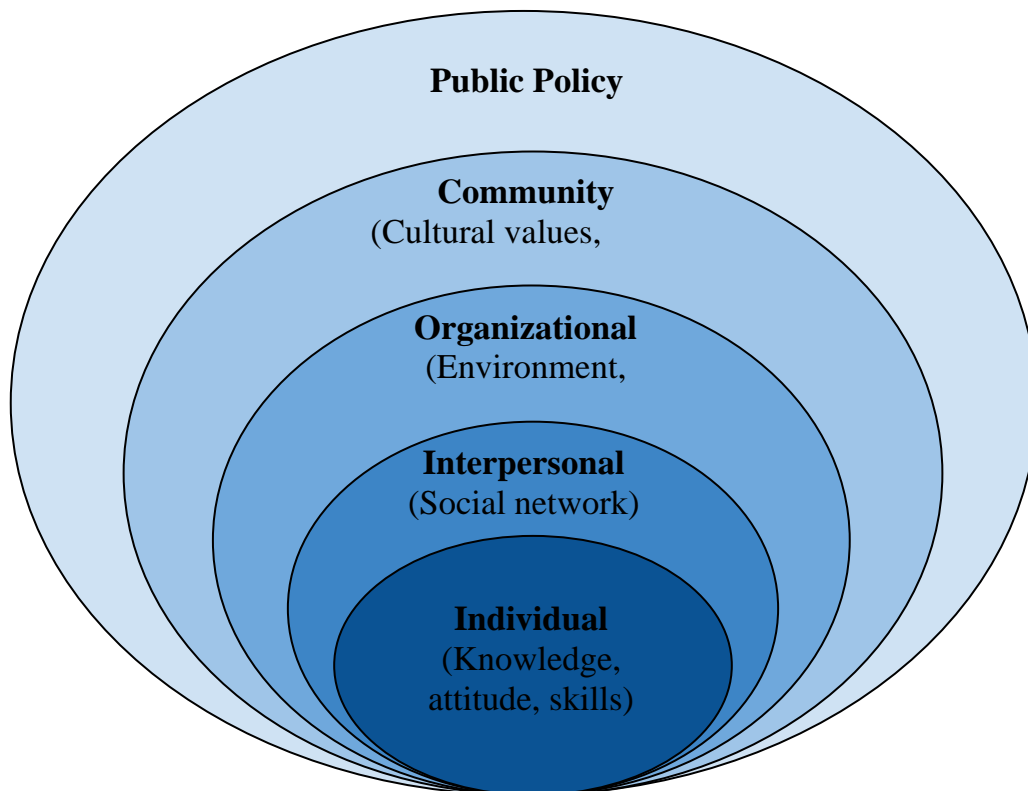 Public Policy
Community
(Cultural values,
Organizational
(Environment,
Interpersonal
(Social network)
Individual
(Knowledge,
attitude, skills)